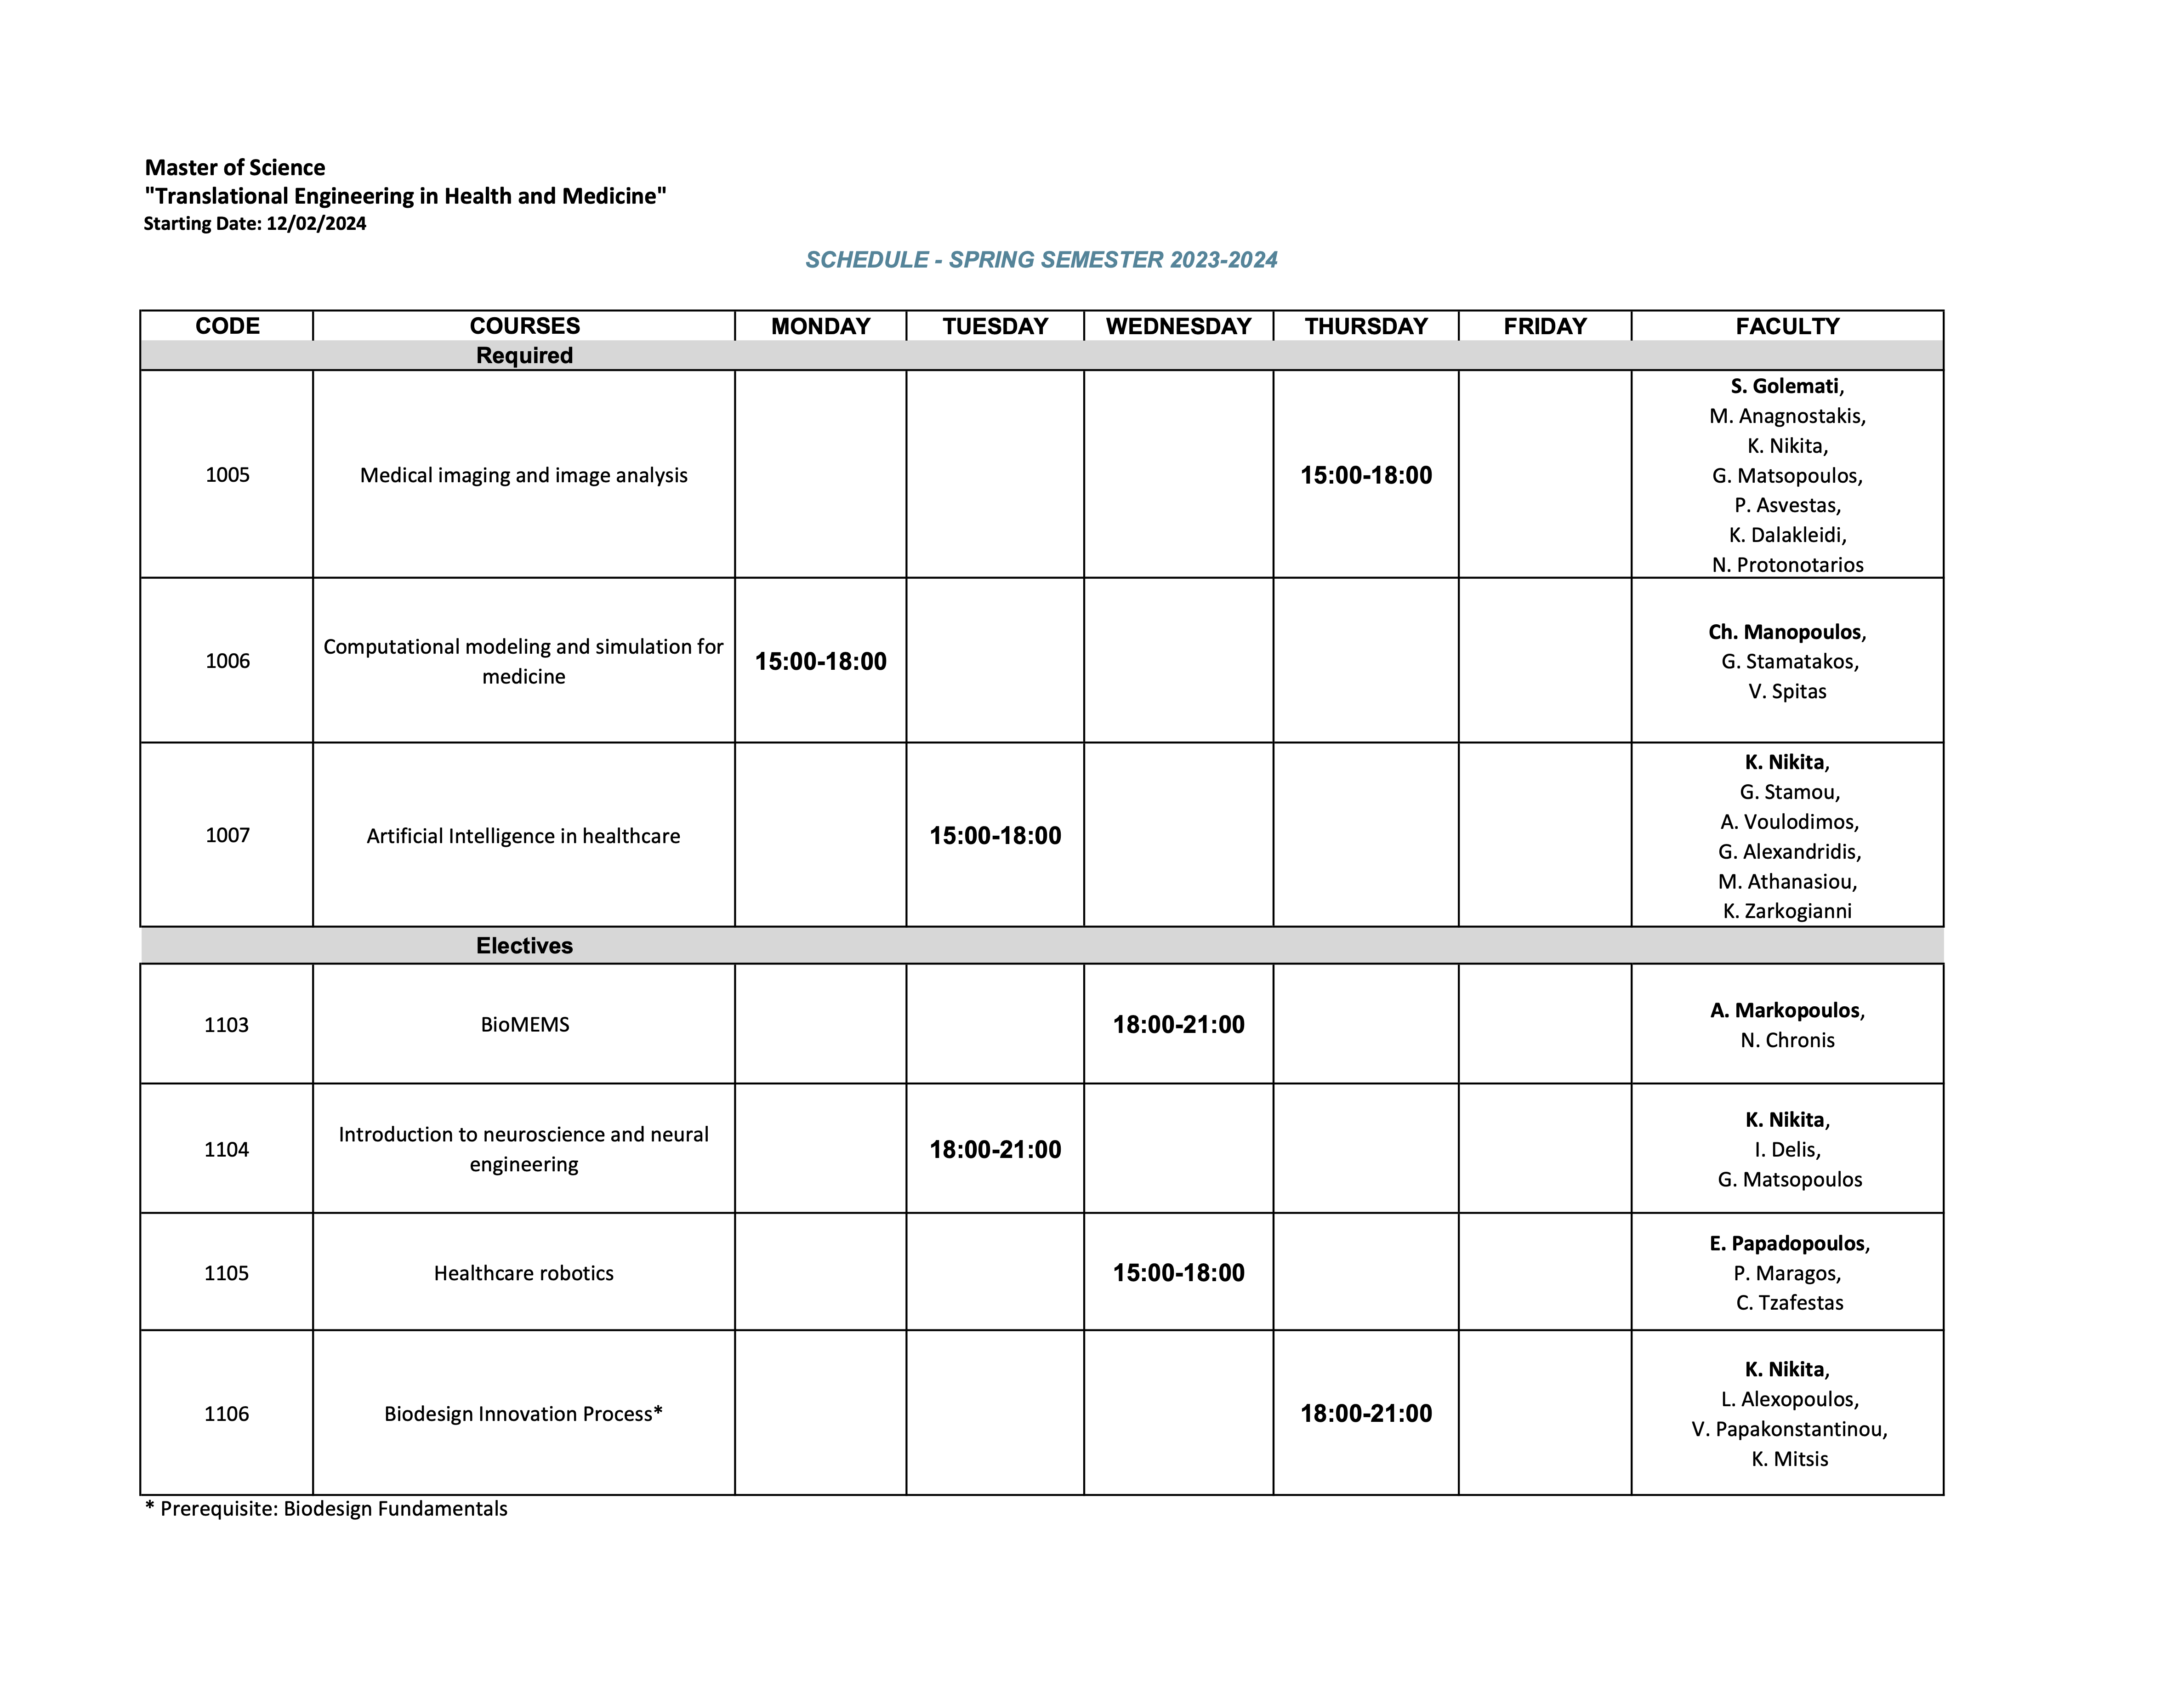 Master of Science
"Translational Engineering in Health and Medicine"
Starting Date: 12/02/2024
SCHEDULE - SPRING SEMESTER 2023-2024
CODE COURSES MONDAY TUESDAY WEDNESDAY THURSDAY FRIDAY FACULTY
Required
1005 Medical imaging and image analysis 15:00-18:00
S. Golemati,
M. Anagnostakis,
K. Nikita,
G. Matsopoulos,
P. Asvestas,
K. Dalakleidi,
N. Protonotarios
1006
Computational modeling and simulation for
medicine
15:00-18:00
Ch. Manopoulos,
G. Stamatakos,
V. Spitas
1007 Artificial Intelligence in healthcare 15:00-18:00
K. Nikita,
G. Stamou,
A. Voulodimos,
G. Alexandridis,
M. Athanasiou,
K. Zarkogianni
Electives
1103 BioMEMS 18:00-21:00
A. Markopoulos,
N. Chronis
1104
Introduction to neuroscience and neural
engineering
18:00-21:00
K. Nikita,
I. Delis,
G. Matsopoulos
1105 Healthcare robotics 15:00-18:00
E. Papadopoulos,
P. Maragos,
C. Tzafestas
1106 Biodesign Innovation Process* 18:00-21:00
K. Nikita,
L. Alexopoulos,
V. Papakonstantinou,
K. Mitsis
* Prerequisite: Biodesign Fundamentals